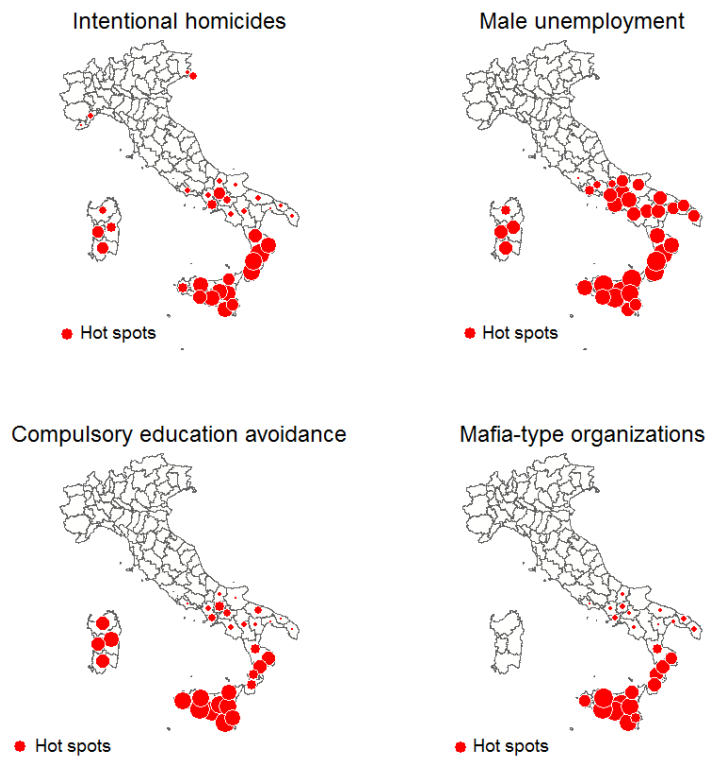 Intentional homicides
Male unemployment
Hot spots
Hot spots
Compulsory education avoidance
Mafia-type organizations
Hot spots
Hot spots